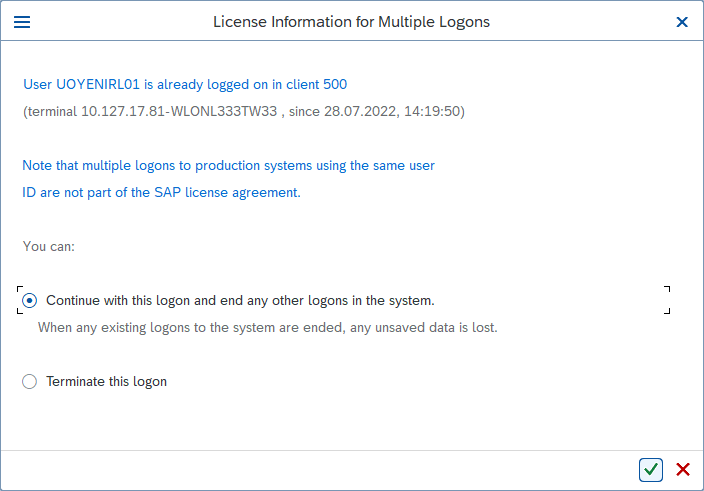 License Information for Multiple Logons
User UOYENIRL01 is already logged on in client 500
(terminal 10.127.17.81-WLONL333TW33 , since 28.07.2022, 14:19:50)
Note that multiple logons to production systems using the same user
ID are not part of the SAP license agreement.
You can:
Continue with this logon and end any other logons in the system.
When any existing logons to the system are ended, any unsaved data is lost.
Terminate this logon